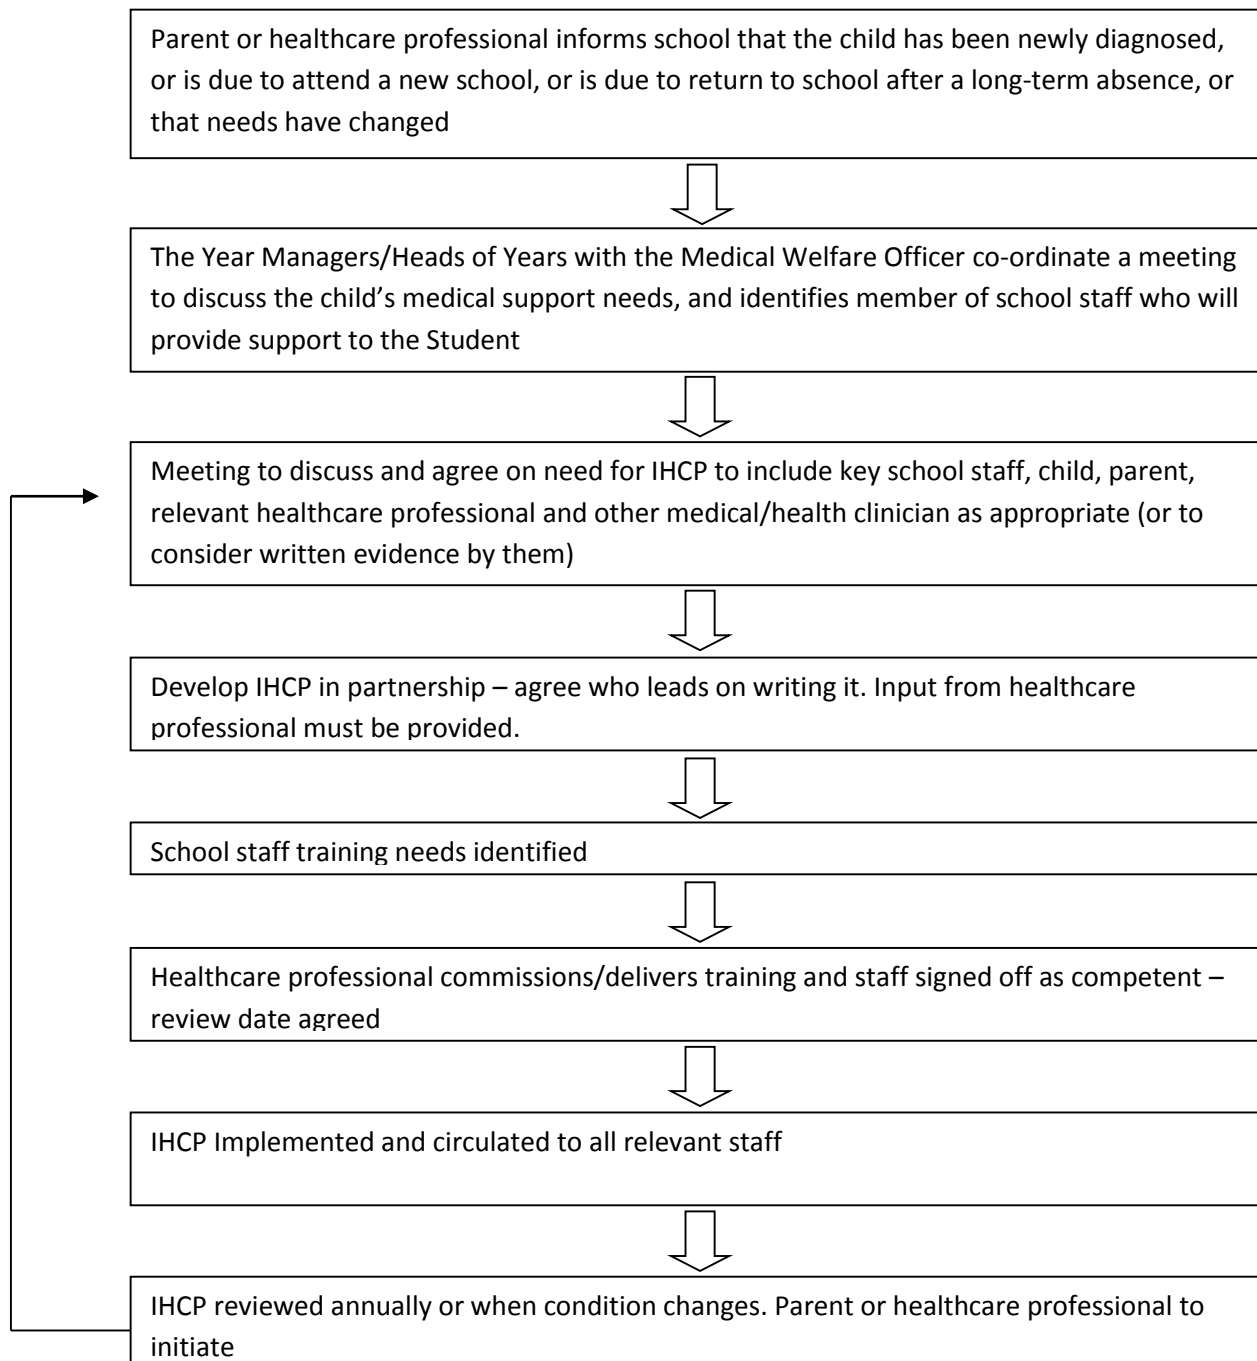 Parent or healthcare professional informs school that the child has been newly diagnosed,
or is due to attend a new school, or is due to return to school after a long-term absence, or
that needs have changed
The Year Managers/Heads of Years with the Medical Welfare Officer co-ordinate a meeting
to discuss the child’s medical support needs, and identifies member of school staff who will
provide support to the Student
Meeting to discuss and agree on need for IHCP to include key school staff, child, parent,
relevant healthcare professional and other medical/health clinician as appropriate (or to
consider written evidence by them)
Develop IHCP in partnership – agree who leads on writing it. Input from healthcare
professional must be provided.
School staff training needs identified
Healthcare professional commissions/delivers training and staff signed off as competent –
review date agreed
IHCP Implemented and circulated to all relevant staff
IHCP reviewed annually or when condition changes. Parent or healthcare professional to
initiate